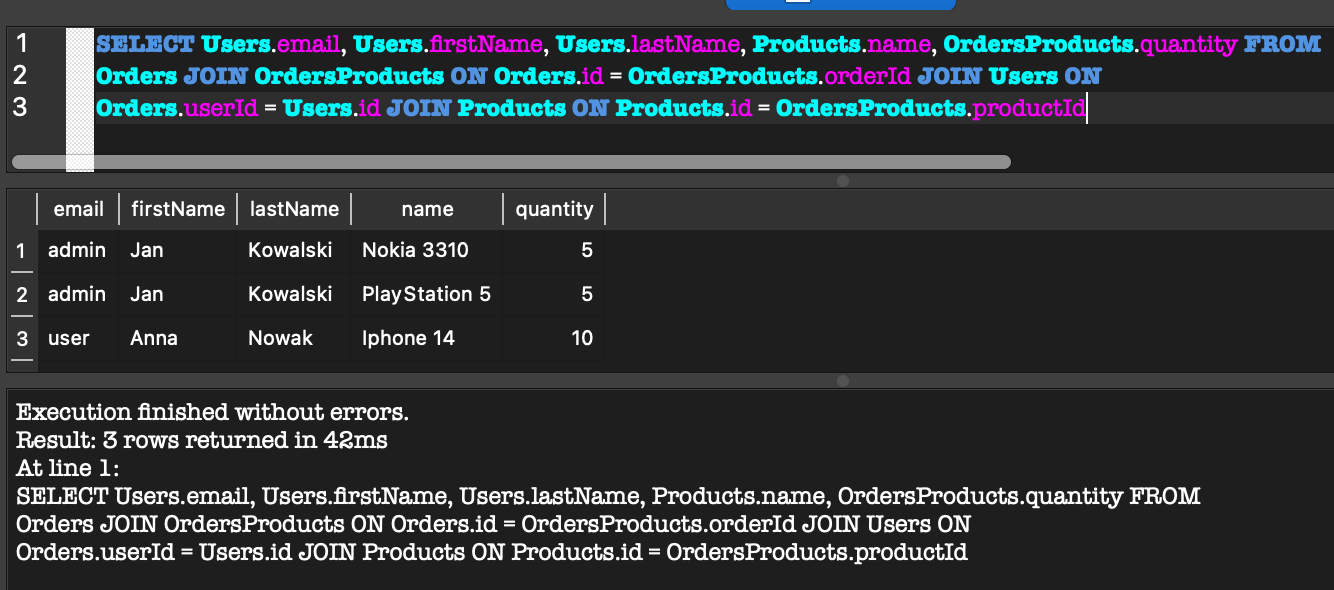 1 SELECT Users.email, Users.firstName, Users.lastName, Products.name, OrdersProducts.quantity FROM
2 Orders JOIN OrdersProducts ON Orders.id = OrdersProducts.orderId JOIN Users ON
3 Orders.userId = Users.id JOIN Products ON Products.id = OrdersProducts.productId
email firstName lastName name quantity
1 admin Jan Kowalski Nokia 3310 5
2 admin Jan Kowalski PlayStation 5 5
3 user Anna Nowak Iphone 14 10
Execution finished without errors.
Result: 3 rows returned in 42ms
At line 1:
SELECT Users.email, Users.firstName, Users.lastName, Products.name, OrdersProducts.quantity FROM
Orders JOIN OrdersProducts ON Orders.id = OrdersProducts.orderId JOIN Users ON
Orders.userId = Users.id JOIN Products ON Products.id = OrdersProducts.productId